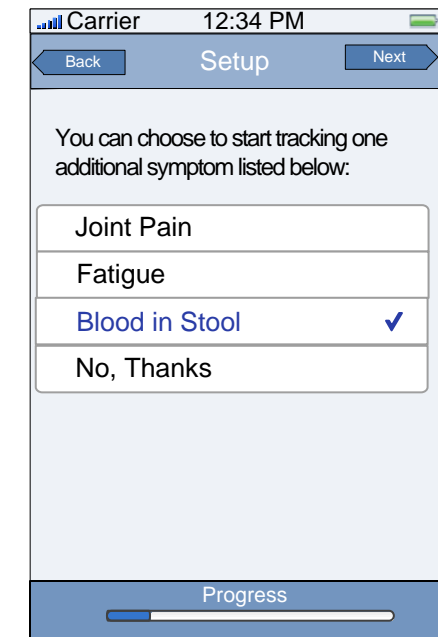 Carrier 12:34 PM
Back Setup Next
You can choose to start tracking one
additional symptom listed below:
Joint Pain
Fatigue
Blood in Stool
No, Thanks
Progress